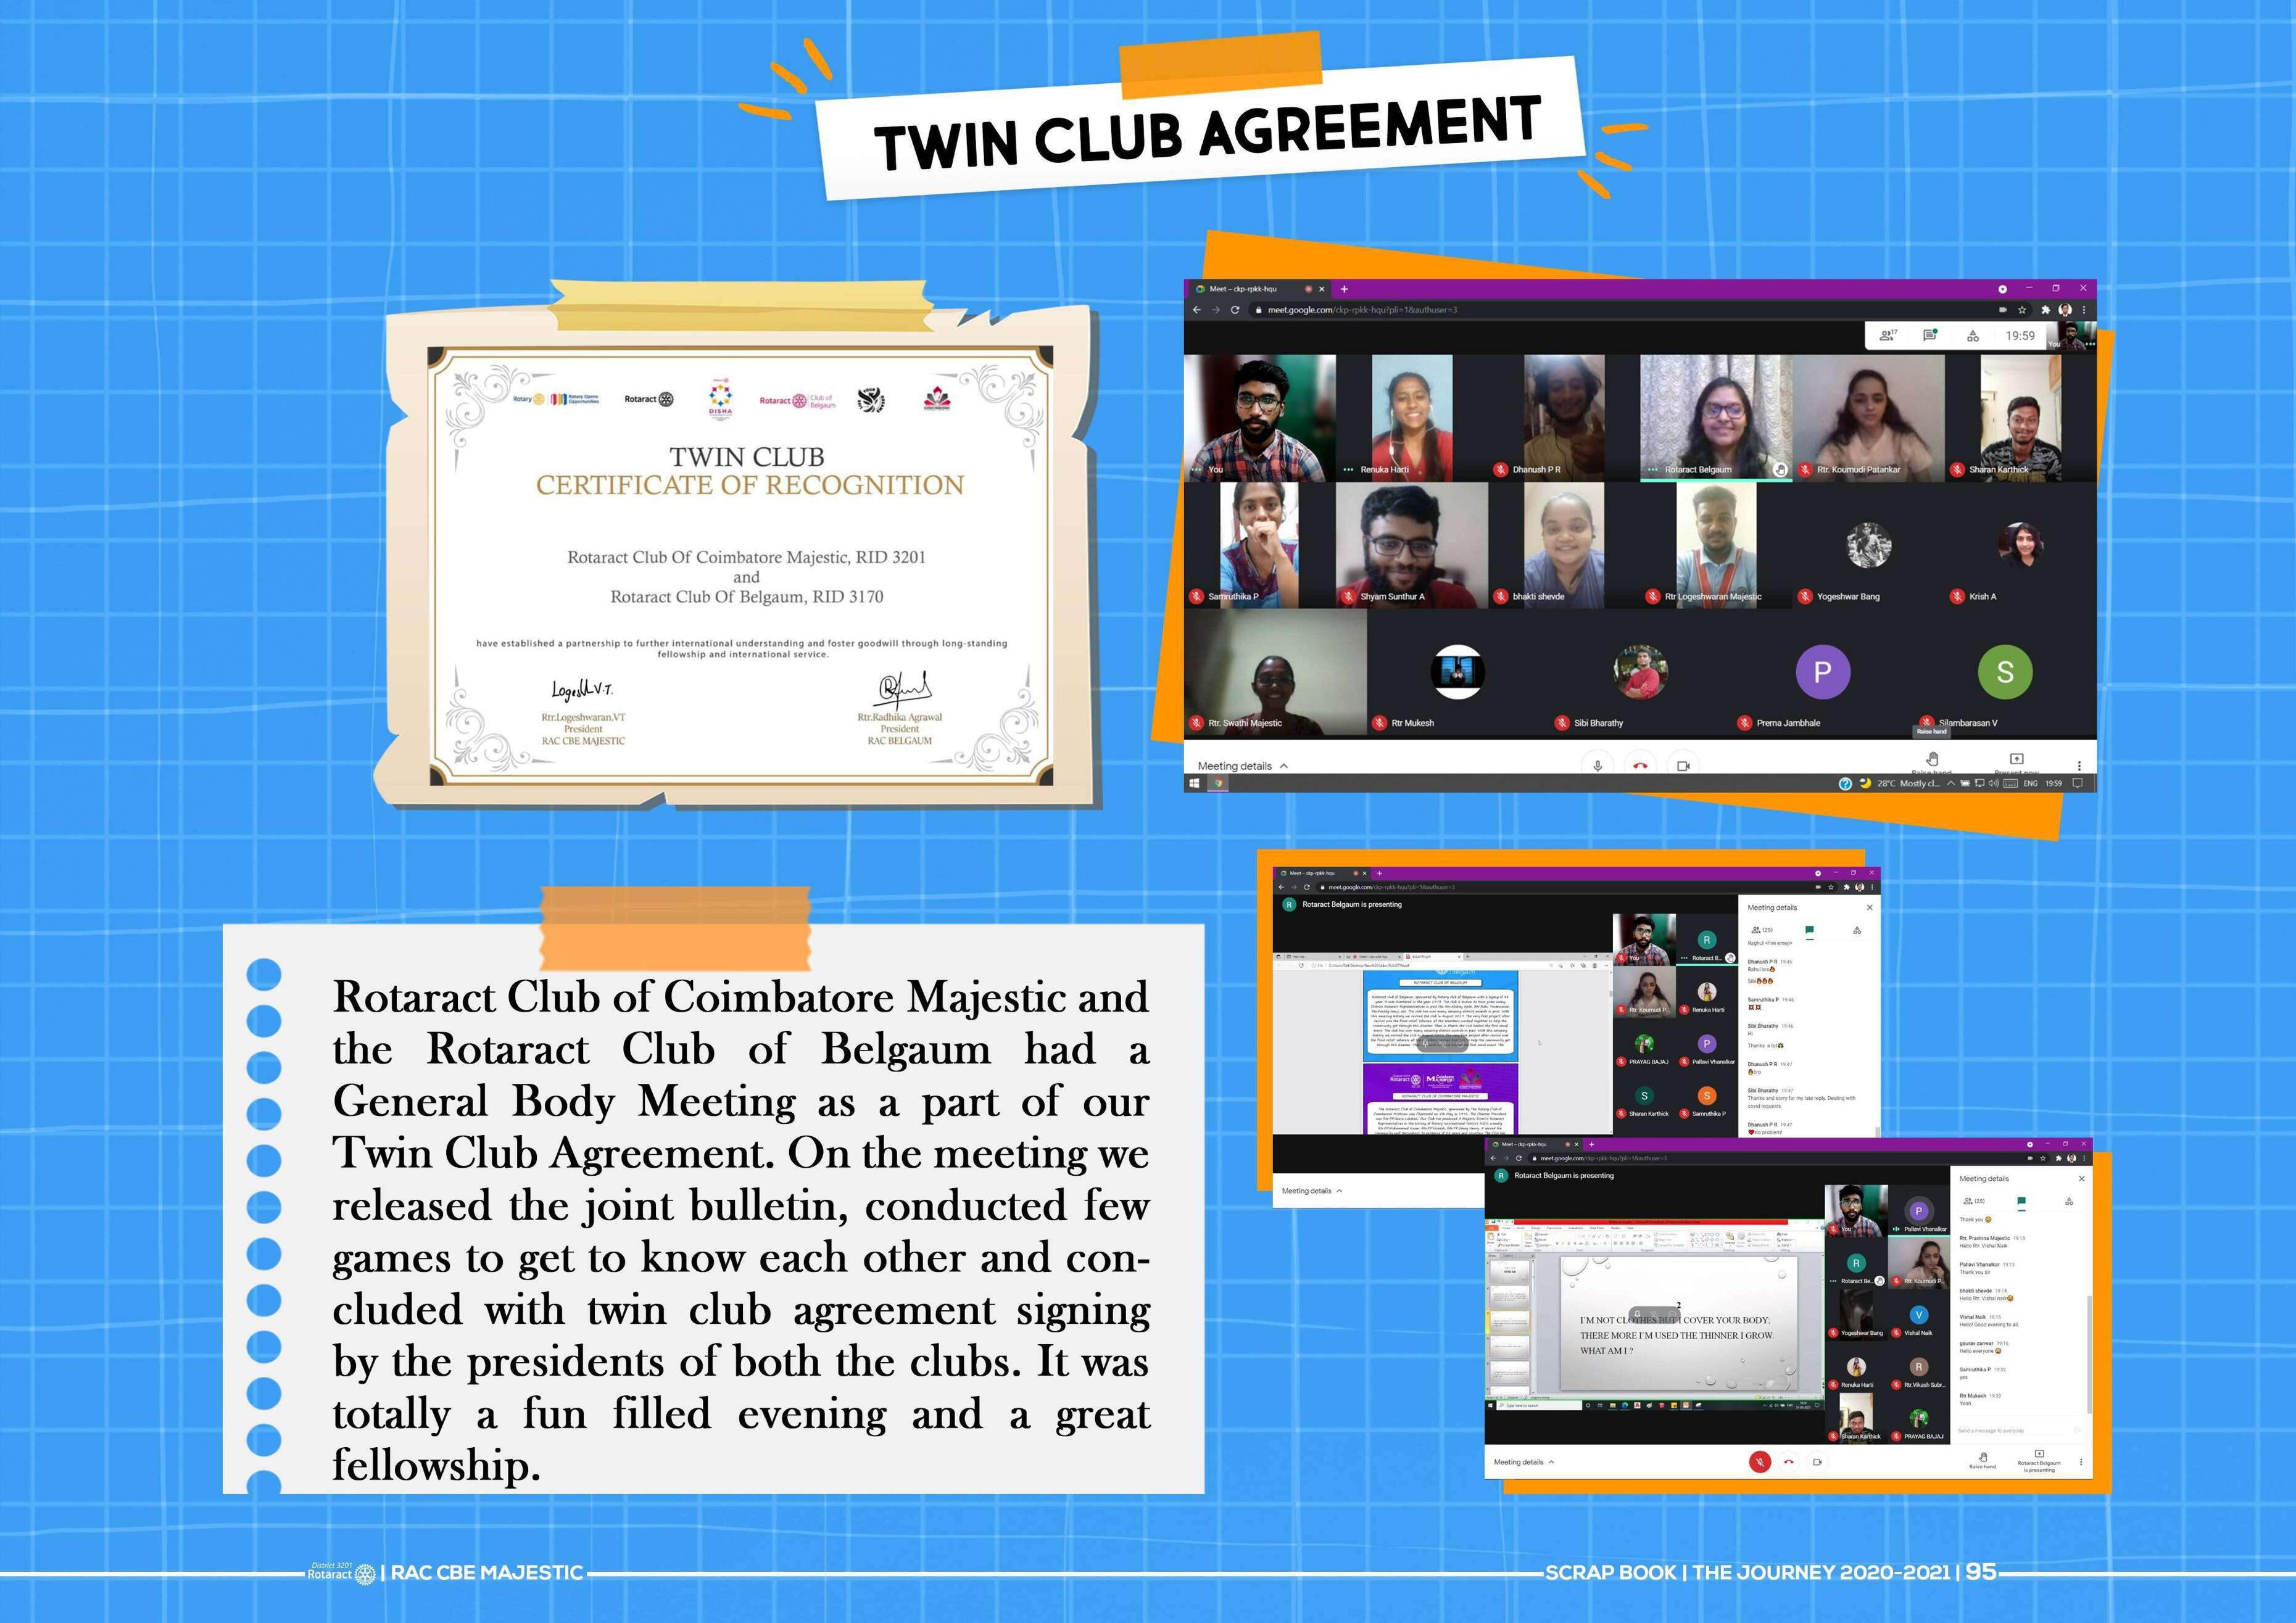 TWIN CLUB AGREEMENT
Rotary
Rotary Opens
Opportunities
Rotaract
DISHA
Rotaract Club of
Belgaum
TWIN CLUB
CERTIFICATE OF RECOGNITION
Rotaract Club Of Coimbatore Majestic, RID 3201
and
Rotaract Club Of Belgaum, RID 3170
have established a partnership to further international understanding and foster goodwill through long-standing
fellowship and international service.
Logesh V.T.
Rtr.Logeshwaran.VT
President
RAC CBE MAJESTIC
Rtr.Radhika Agrawal
President
RAC BELGAUM
Meet – ckp-rpkk-hqu
meet.google.com/ckp-rpkk-hqu?pli=1&authuser=3
17
19:59
You
You
Renuka Harti
Dhanush P R
Rotaract Belgaum
Rtr. Koumudi Patankar
Sharan Karthick
Samruthika P
Shyam Sunthur A
bhakti shevde
Rtr Logeshwaran Majestic
Yogeshwar Bang
Krish A
P
S
Rtr. Swathi Majestic
Rtr Mukesh
Sibi Bharathy
Prerna Jambhale
Silambarasan V
Raise hand
Meeting details
28°C Mostly cl...
ENG
19:59
Rotaract Club of Coimbatore Majestic and
the Rotaract Club of Belgaum had a
General Body Meeting as a part of our
Twin Club Agreement. On the meeting we
released the joint bulletin, conducted few
games to get to know each other and con-
cluded with twin club agreement signing
by the presidents of both the clubs. It was
totally a fun filled evening and a great
fellowship.
Meet – ckp-rpkk-hqu
meet.google.com/ckp-rpkk-hqu?pli=1&authuser=3
R
Rotaract Belgaum is presenting
Meeting details
(25)
ROTARACT CLUB OF BELGAUM
ROTARACT CLUB OF COIMBATORE MAJESTIC
You
R
Rotaract B...
Rtr. Koumudi P...
Renuka Harti
PRAYAG BAJAJ
P
Pallavi Vhanalkar
S
Sharan Karthick
S
Samruthika P
Dhanush P R 19:45
Samruthika P 19:46
Sibi Bharathy 19:46
Hi
Thanks a lot
Dhanush P R 19:47
bro
Sibi Bharathy 19:47
Thanks and sorry for my late reply. Dealing with
covid requests
Dhanush P R 19:47
no problem!
Meeting details
Meet – ckp-rpkk-hqu
meet.google.com/ckp-rpkk-hqu?pli=1&authuser=3
R
Rotaract Belgaum is presenting
Meeting details
(25)
2
I'M NOT CLOTHES BUT I COVER YOUR BODY;
THERE MORE I'M USED THE THINNER I GROW.
WHAT AM I ?
You
P
Pallavi Vhanalkar
R
Rotaract Be...
Rtr. Koumudi P...
Yogeshwar Bang
V
Vishal Naik
Renuka Harti
R
Rtr.Vikash Subr...
Sharan Karthick
PRAYAG BAJAJ
Thank you
Rtr. Pravinna Majestic 19:13
Hello Rtr. Vishal Naik
Pallavi Vhanalkar 19:13
Thank you sir
bhakti shevde 19:14
Hello Rtr. Vishal naik
Vishal Naik 19:15
Hello! Good evening to all.
gaurav zanwar 19:16
Hello everyone
Samruthika P 19:32
yes
Rtr Mukesh 19:32
Yeah
Send a message to everyone
Meeting details
Raise hand
Rotaract Belgaum
is presenting
District 3201
Rotaract | RAC CBE MAJESTIC
SCRAP BOOK | THE JOURNEY 2020-2021 | 95